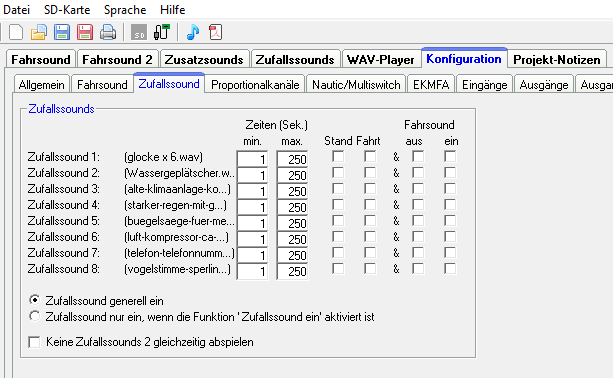 Datei SD-Karte Sprache Hilfe
SD
Fahrsound Fahrsound 2 Zusatzsounds Zufallssounds WAV-Player Konfiguration Projekt-Notizen
Allgemein Fahrsound Zufallssound Proportionalkanäle Nautic/Multiswitch EKMFA Eingänge Ausgänge Ausgan
Zufallssounds
Zeiten (Sek.) Fahrsound
min. max. Stand Fahrt aus ein
Zufallssound 1: (glocke x 6.wav) 1 250 &
Zufallssound 2: (Wassergeplätscher.w... 1 250 &
Zufallssound 3: (alte-klimaanlage-ko...) 1 250 &
Zufallssound 4: (starker-regen-mit-g...) 1 250 &
Zufallssound 5: (buegelsaege-fuer-me... 1 250 &
Zufallssound 6: (luft-kompressor-ca-...) 1 250 &
Zufallssound 7: (telefon-telefonnumm...) 1 250 &
Zufallssound 8: (vogelstimme-sperlin...) 1 250 &
Zufallssound generell ein
Zufallssound nur ein, wenn die Funktion 'Zufallssound ein' aktiviert ist
Keine Zufallssounds 2 gleichzeitig abspielen